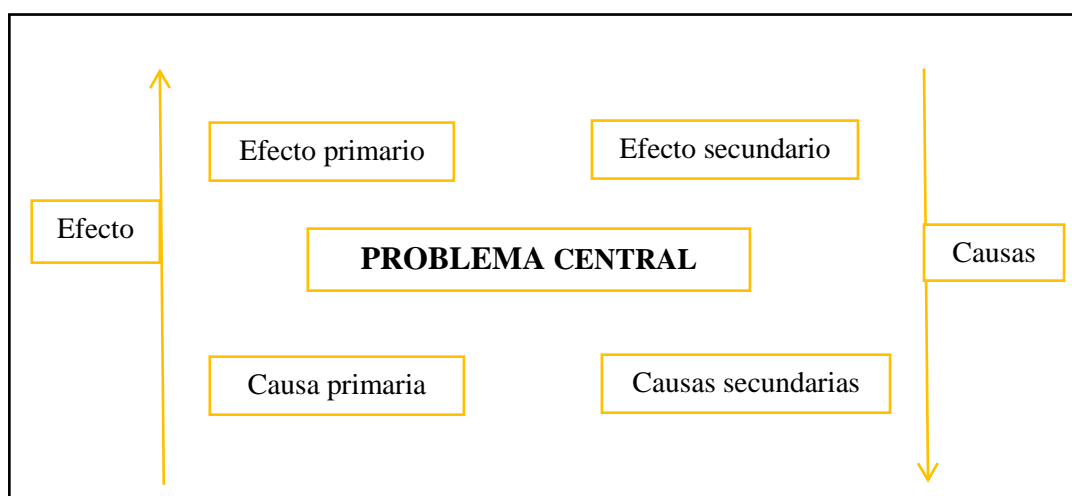 Efecto primario
Efecto secundario
Efecto
PROBLEMA CENTRAL
Causas
Causa primaria
Causas secundarias